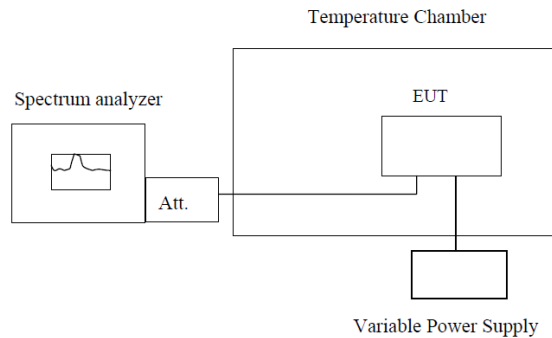 Temperature Chamber
Spectrum analyzer
EUT
Att.
Variable Power Supply